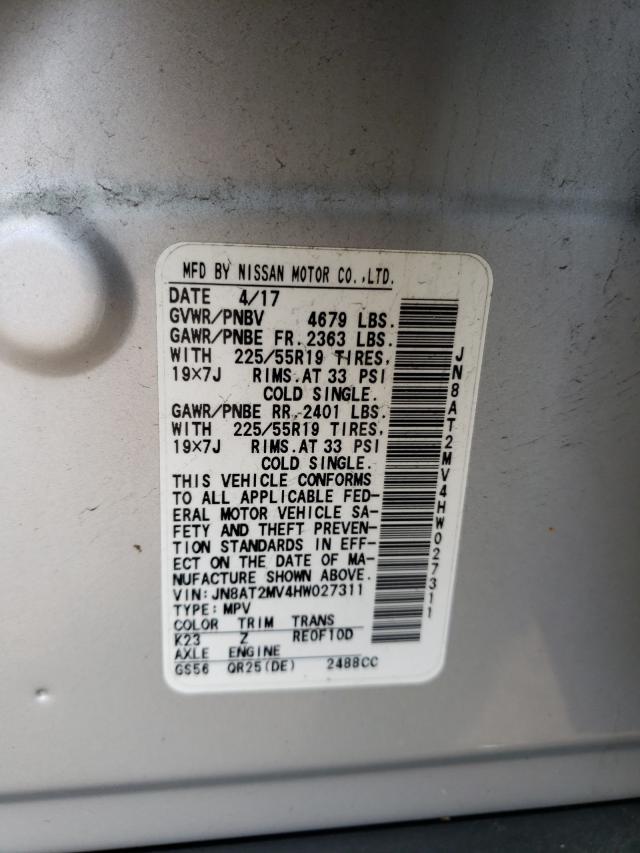 MFD BY NISSAN MOTOR CO.,LTD.
DATE 4/17
GVWR/PNBV 4679 LBS.
GAWR/PNBE FR. 2363 LBS.
WITH 225/55R19 TIRES,
19×7J RIMS.AT 33 PSI
COLD SINGLE.
GAWR/PNBE RR. 2401 LBS.
WITH 225/55R19 TIRES,
19×7J RIMS.AT 33 PSI
COLD SINGLE.
THIS VEHICLE CONFORMS
TO ALL APPLICABLE FED-
ERAL MOTOR VEHICLE SA-
FETY AND THEFT PREVEN-
TION STANDARDS IN EFF-
ECT ON THE DATE OF MA-
NUFACTURE SHOWN ABOVE.
VIN:JN8AT2MV4HW027311
TYPE:MPV
COLOR TRIM TRANS
K23 Z RE0F10D
AXLE ENGINE
GS56 QR25(DE) 2488CC
JN8AT2MV4HW027311